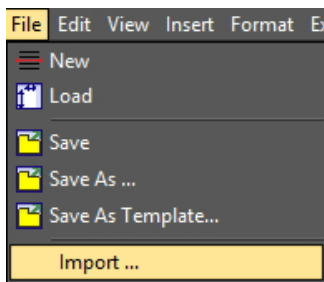 File Edit View Insert Format
New
Load
Save
Save As ...
Save As Template...
Import ...